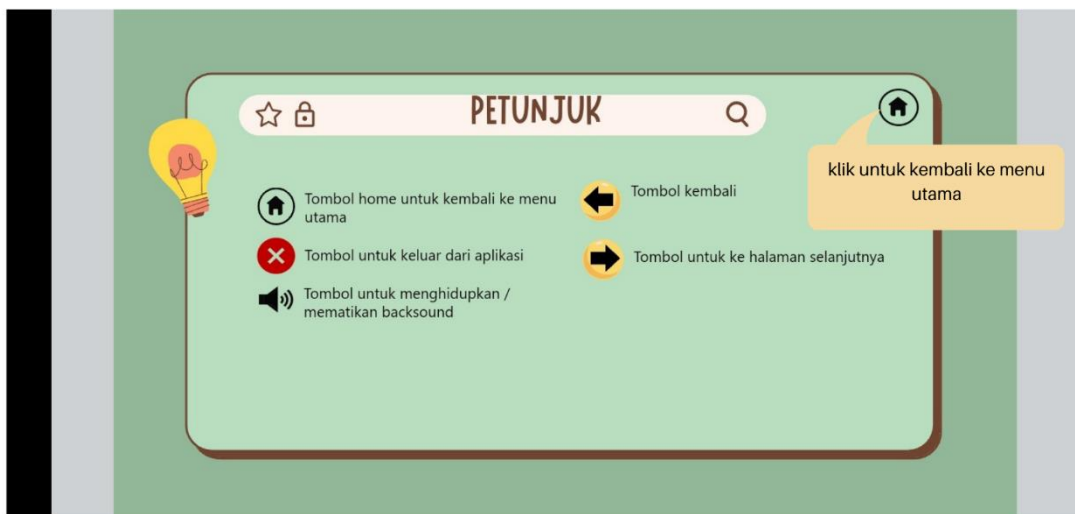 PETUNJUK
klik untuk kembali ke menu
utama
Tombol home untuk kembali ke menu
utama
Tombol untuk keluar dari aplikasi
Tombol untuk menghidupkan /
mematikan backsound
Tombol kembali
Tombol untuk ke halaman selanjutnya